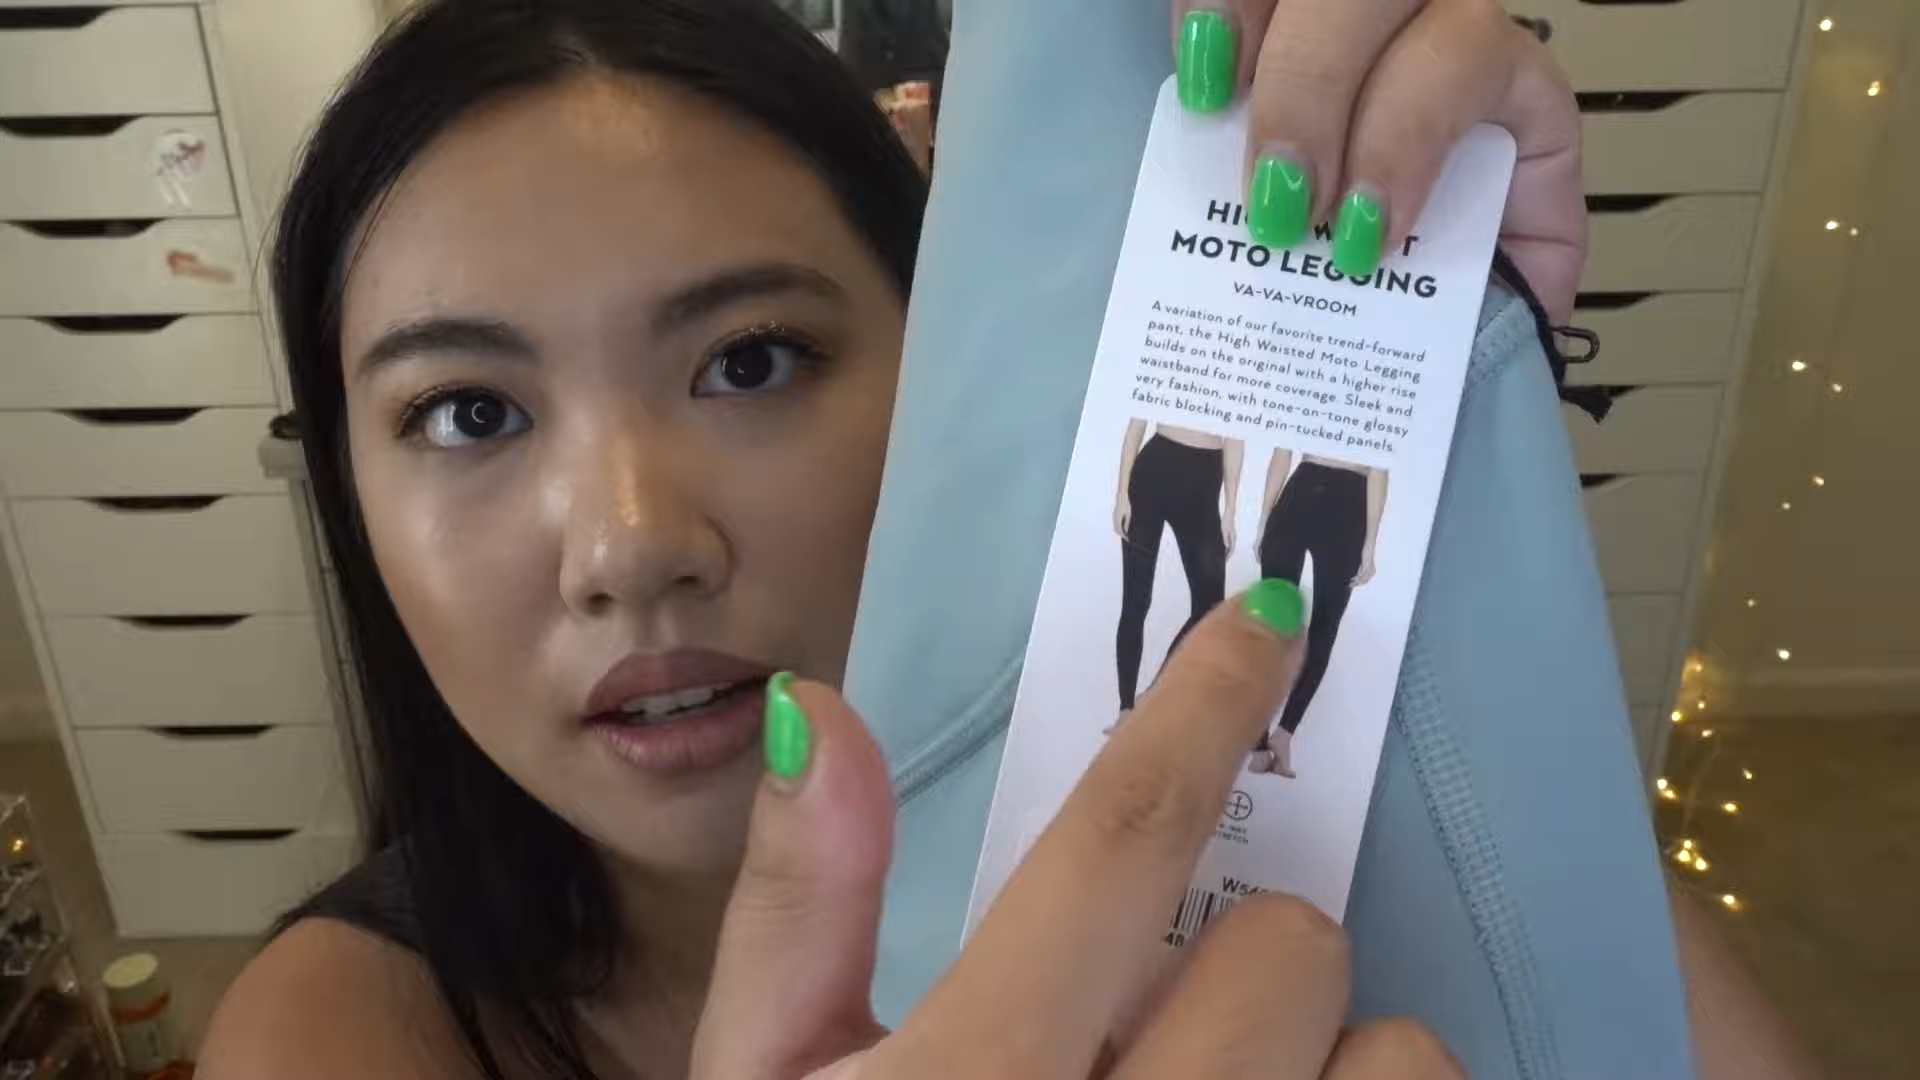 MOTO LEGGING
VA-VA-VROOM
A variation of our favorite trend-forward
pant, the High Waisted Moto Legging
builds on the original with a higher rise
waistband for more coverage. Sleek and
very fashion, with tone-on-tone glossy
fabric blocking and pin-tucked panels.